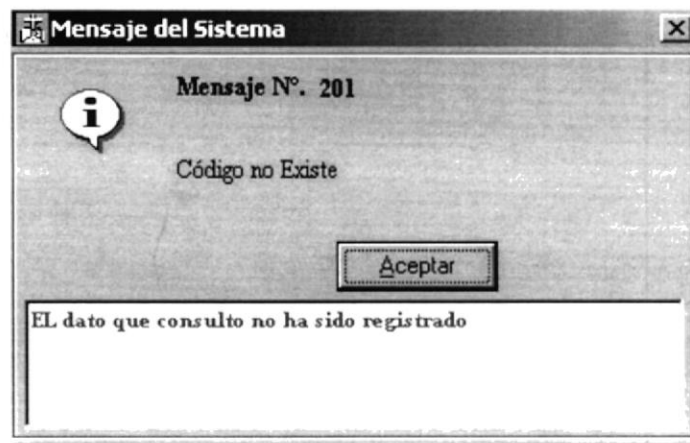 Mensaje del Sistema
Mensaje N°. 201
Código no Existe
Aceptar
EL dato que consulto no ha sido registrado